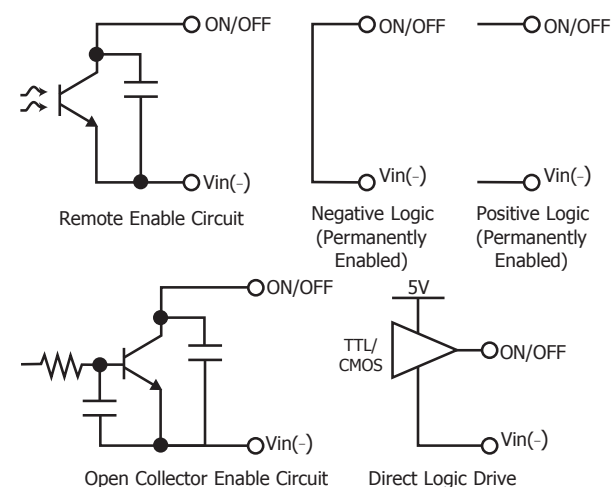 ON/OFF
Vin(-)
Remote Enable Circuit
ON/OFF
Vin(-)
Negative Logic
(Permanently
Enabled)
ON/OFF
Vin(-)
Positive Logic
(Permanently
Enabled)
ON/OFF
Vin(-)
Open Collector Enable Circuit
5V
TTL/
CMOS
ON/OFF
Vin(-)
Direct Logic Drive